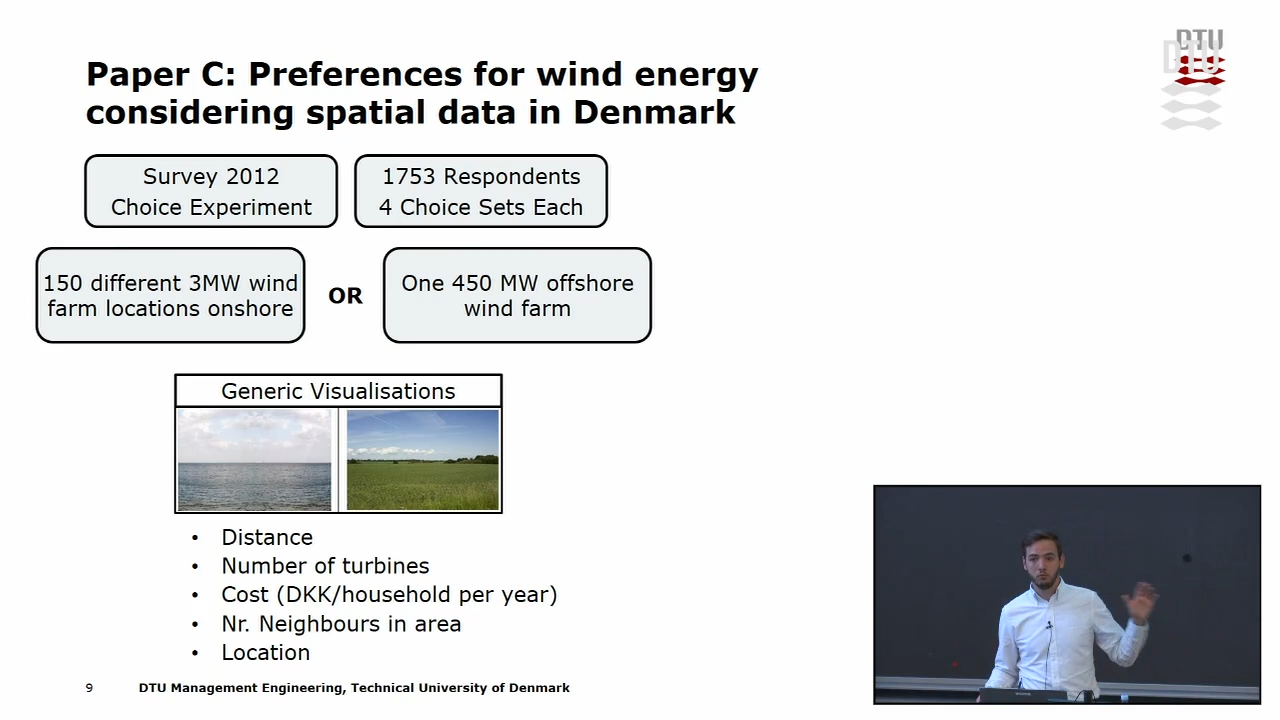 DTU
DTU
Paper C: Preferences for wind energy
considering spatial data in Denmark
Survey 2012
Choice Experiment
1753 Respondents
4 Choice Sets Each
150 different 3MW wind
farm locations onshore
OR
One 450 MW offshore
wind farm
Generic Visualisations
• Distance
• Number of turbines
• Cost (DKK/household per year)
• Nr. Neighbours in area
• Location
9 DTU Management Engineering, Technical University of Denmark